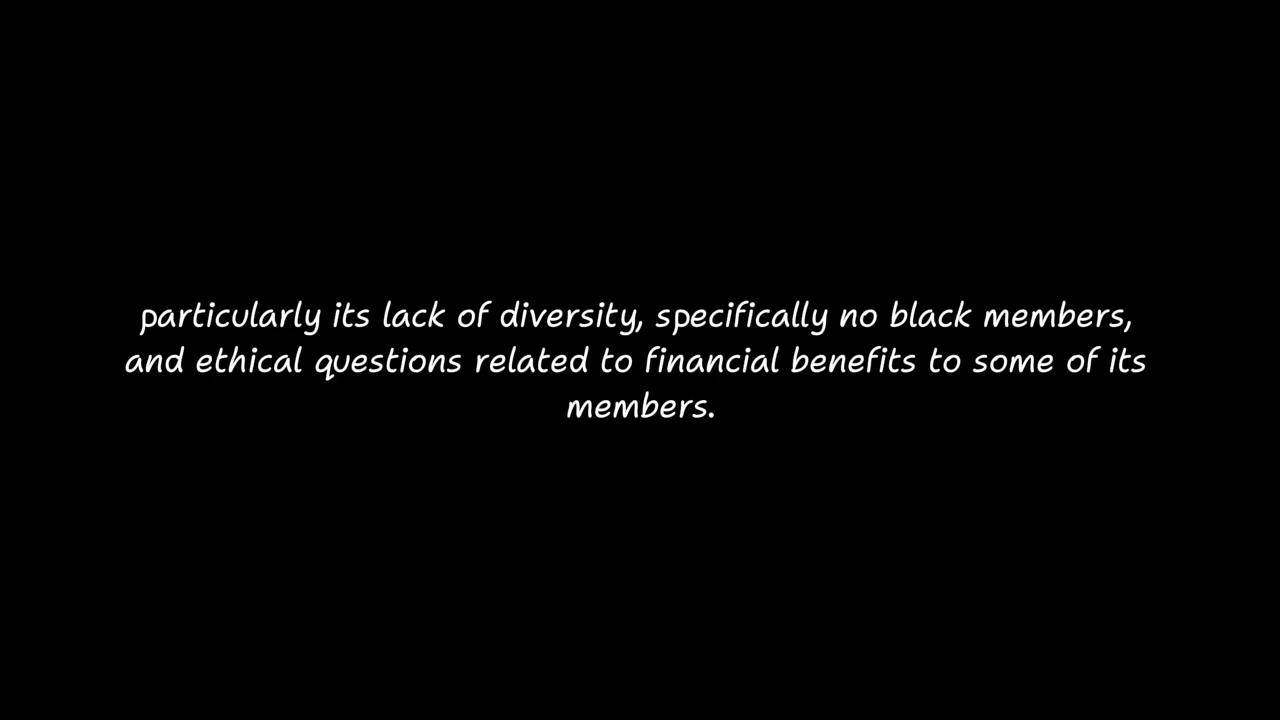 particularly its lack of diversity, specifically no black members,
and ethical questions related to financial benefits to some of its
members.